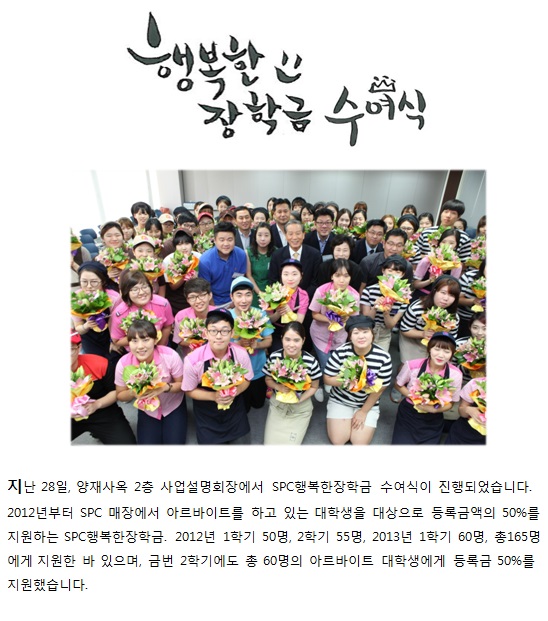 행복한
장학금 수여식
지난 28일, 양재사옥 2층 사업설명회장에서 SPC행복한장학금 수여식이 진행되었습니다.
2012년부터 SPC 매장에서 아르바이트를 하고 있는 대학생을 대상으로 등록금액의 50%를
지원하는 SPC행복한장학금. 2012년 1학기 50명, 2학기 55명, 2013년 1학기 60명, 총165명
에게 지원한 바 있으며, 금번 2학기에도 총 60명의 아르바이트 대학생에게 등록금 50%를
지원했습니다.